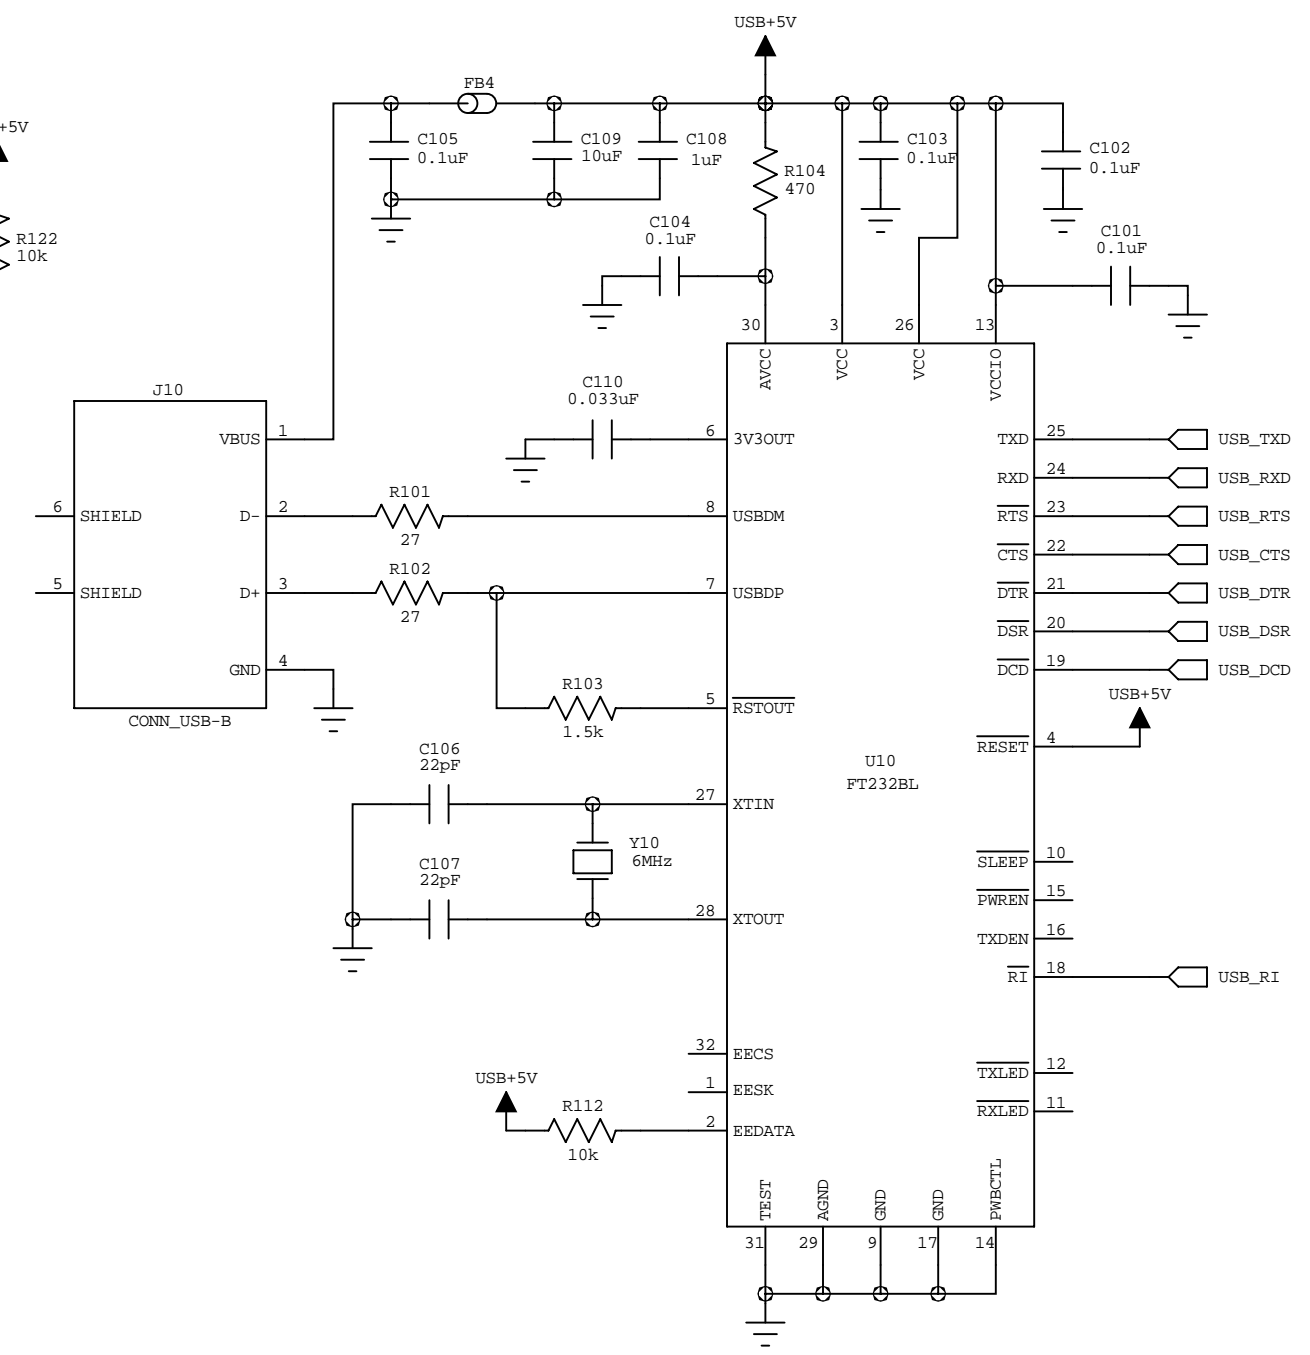 USB+5V
FB4
+5V
C105
0.1uF
C109
10uF
C108
1uF
R104
470
C103
0.1uF
C102
0.1uF
R122
10k
C104
0.1uF
C101
0.1uF
30
3
26
13
AVCC
VCC
VCC
VCCIO
J10
C110
0.033uF
VBUS
1
6
3V3OUT
TXD
25
USB_TXD
RXD
24
USB_RXD
R101
6
SHIELD
D-
2
27
8
USBDM
RTS
23
USB_RTS
CTS
22
USB_CTS
R102
5
SHIELD
D+
3
27
7
USBDP
DTR
21
USB_DTR
DSR
20
USB_DSR
GND
4
DCD
19
USB_DCD
R103
1.5k
5
RSTOUT
USB+5V
CONN_USB-B
RESET
4
C106
22pF
U10
FT232BL
27
XTIN
Y10
6MHz
C107
22pF
SLEEP
10
PWREN
15
28
XTOUT
TXDEN
16
RI
18
USB_RI
32
EECS
TXLED
12
USB+5V
1
EESK
RXLED
11
R112
10k
2
EEDATA
TEST
AGND
GND
GND
PWBCTL
31
29
9
17
14